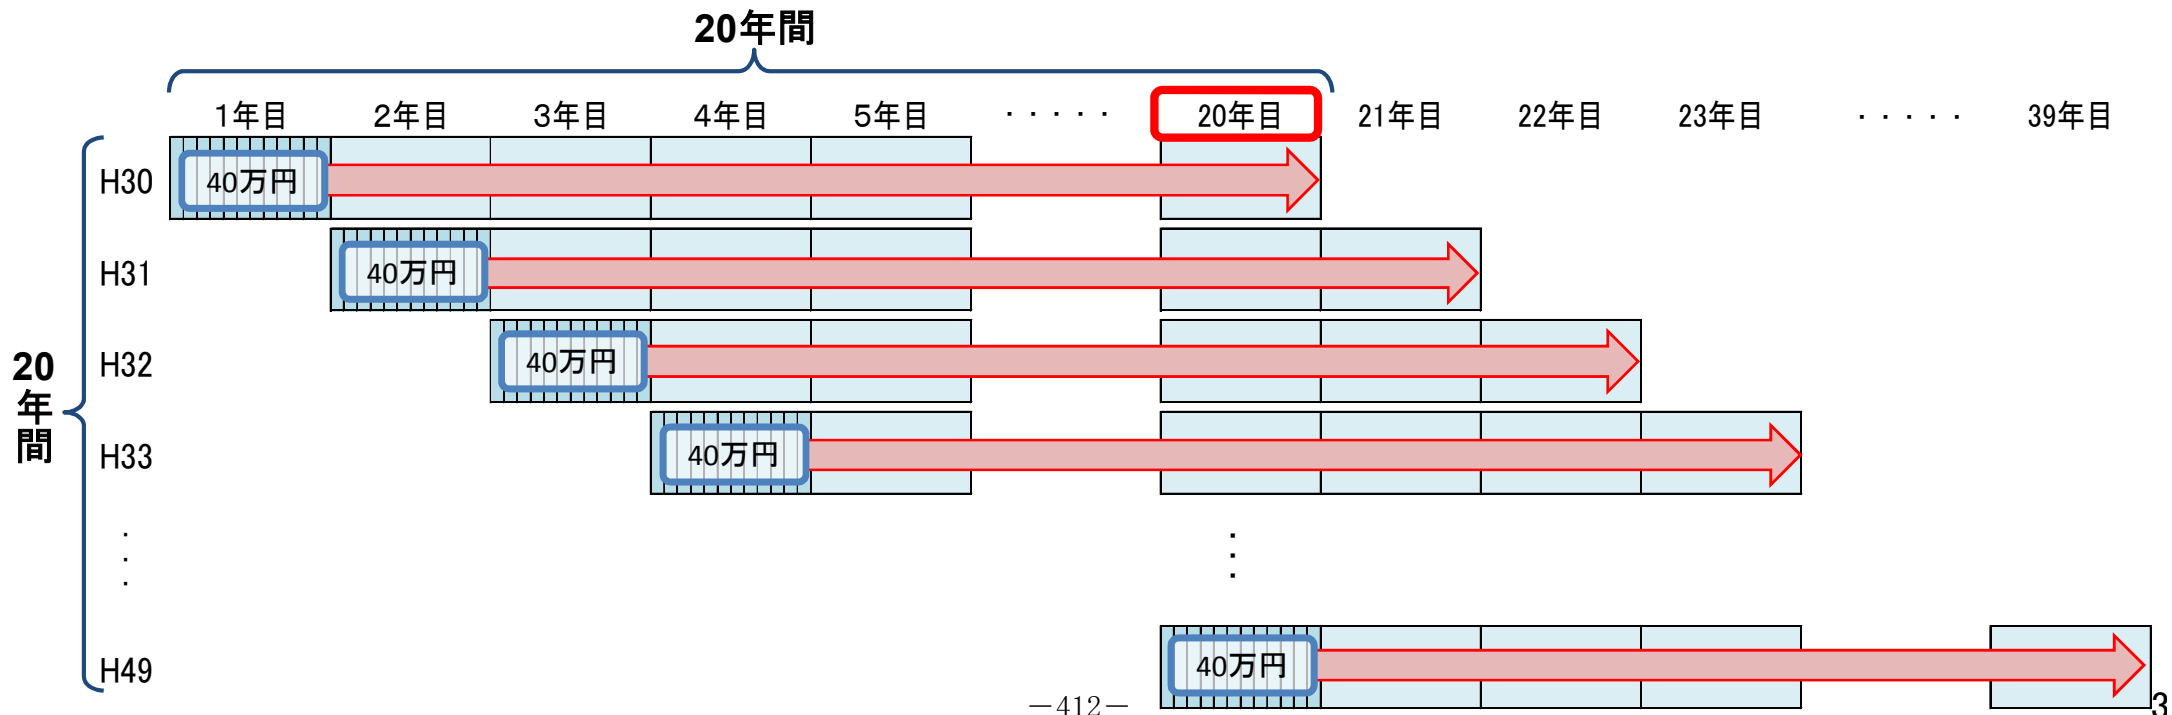 20年間
1年目 2年目 3年目 4年目 5年目 ・・・・・ 20年目 21年目 22年目 23年目 ・・・・・ 39年目
H30 40万円
H31 40万円
20年間
H32 40万円
H33 40万円
・・・ ・・・
H49 40万円
－412－
3